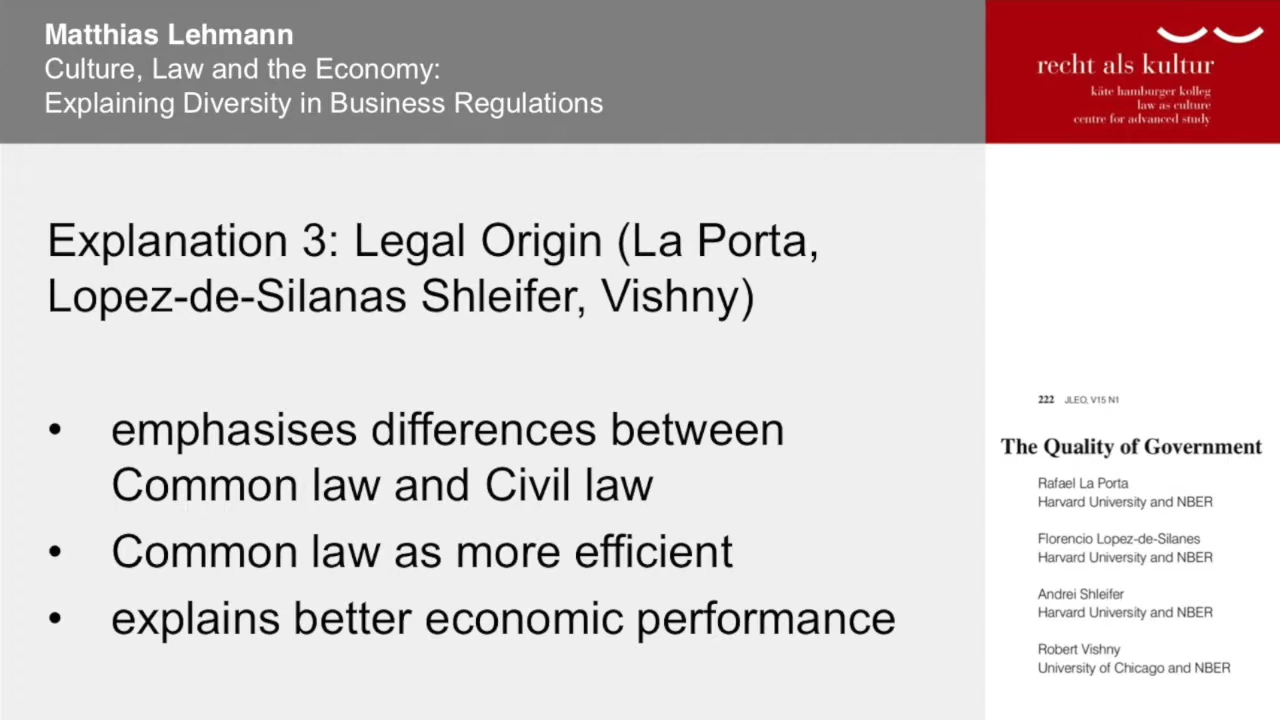 Matthias Lehmann
Culture, Law and the Economy:
Explaining Diversity in Business Regulations
recht als kultur
käte hamburger kolleg
law as culture
centre for advanced study
Explanation 3: Legal Origin (La Porta,
Lopez-de-Silanas Shleifer, Vishny)
• emphasises differences between
Common law and Civil law
• Common law as more efficient
• explains better economic performance
222 JLEO, V15 N1
The Quality of Government
Rafael La Porta
Harvard University and NBER
Florencio Lopez-de-Silanes
Harvard University and NBER
Andrei Shleifer
Harvard University and NBER
Robert Vishny
University of Chicago and NBER